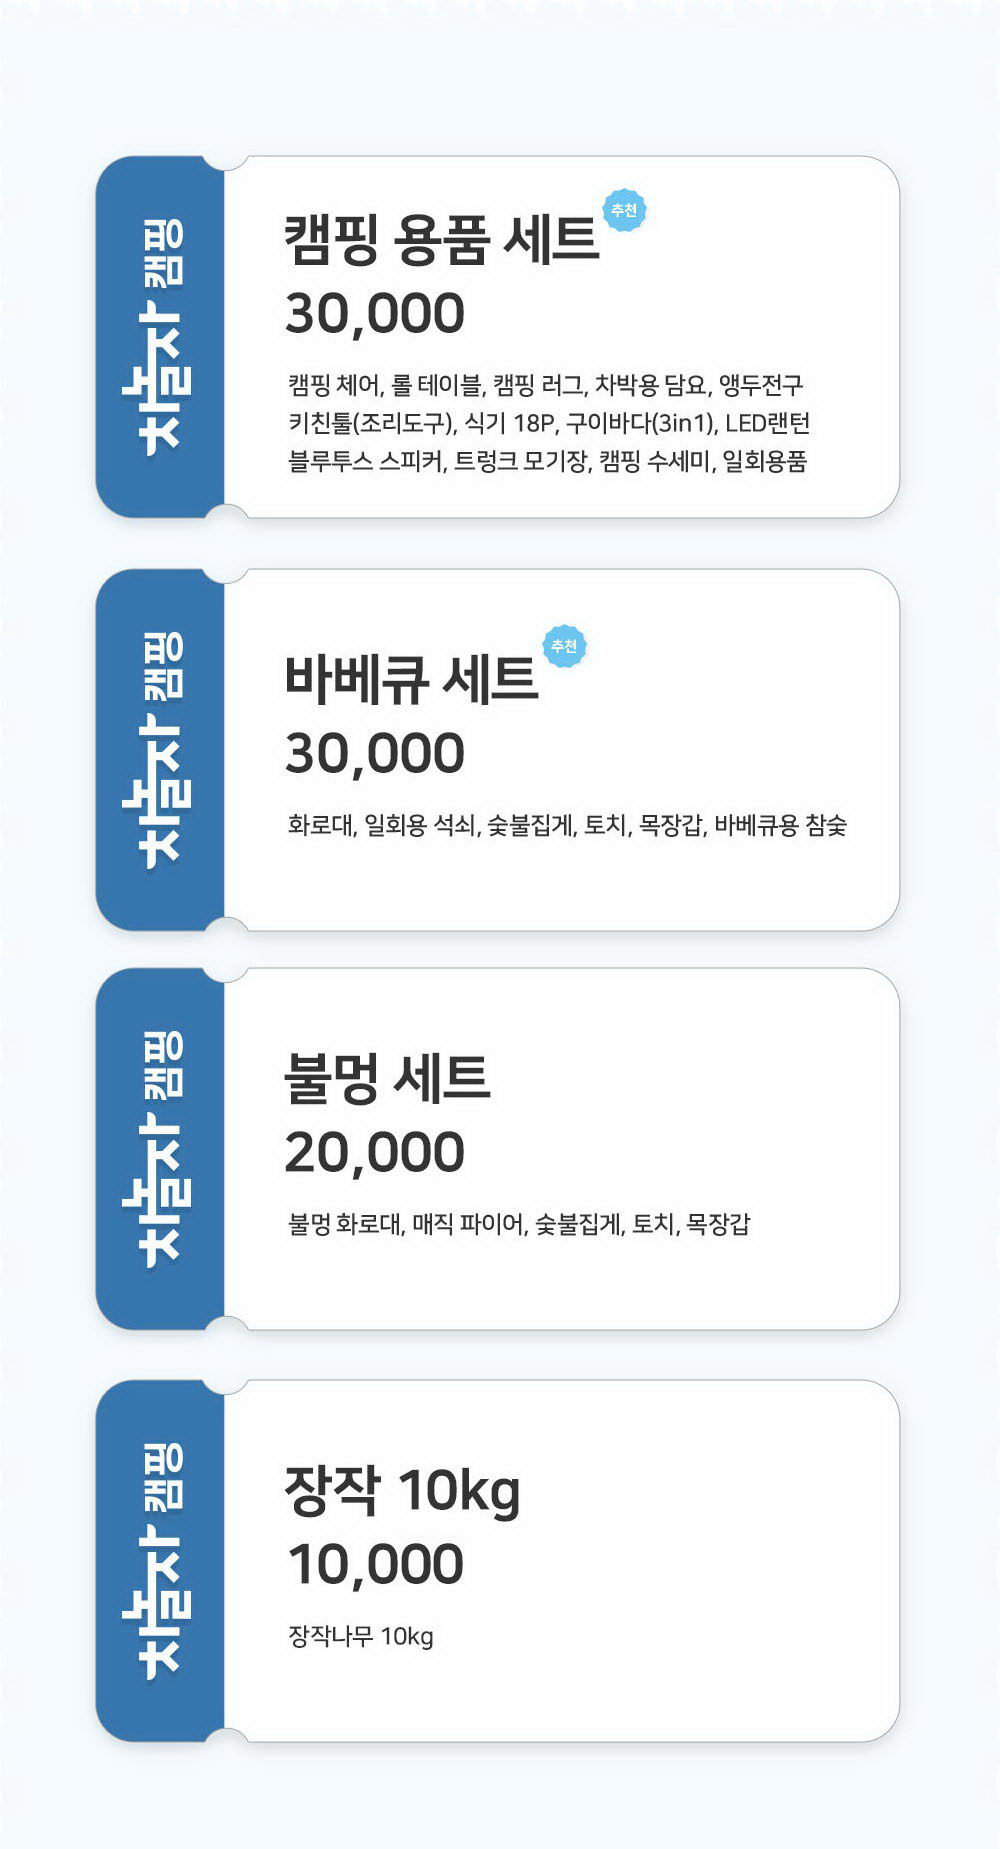 차놀자 캠핑
캠핑 용품 세트 추천
30,000
캠핑 체어, 롤 테이블, 캠핑 러그, 차박용 담요, 앵두전구
키친툴(조리도구), 식기 18P, 구이바다(3in1), LED랜턴
블루투스 스피커, 트렁크 모기장, 캠핑 수세미, 일회용품
차놀자 캠핑
바베큐 세트 추천
30,000
화로대, 일회용 석쇠, 숯불집게, 토치, 목장갑, 바베큐용 참숯
차놀자 캠핑
불멍 세트
20,000
불멍 화로대, 매직 파이어, 숯불집게, 토치, 목장갑
차놀자 캠핑
장작 10kg
10,000
장작나무 10kg